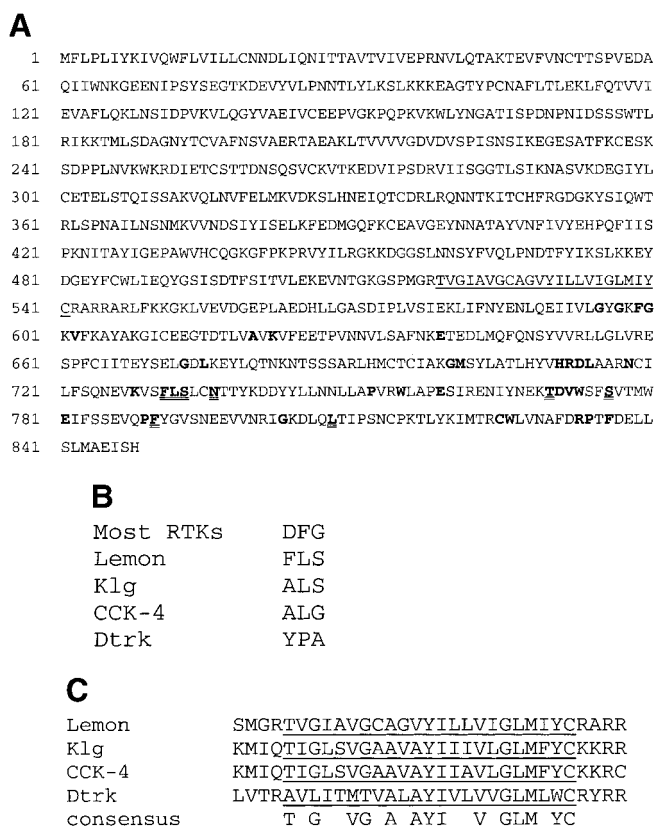 A
1 MFLPLIYKIVQWFLVILLCNNDLIQNITTAVTVIVEPRNVLQTAKTEVFVNCTTSPVEDA
61 QIIWNKGEENIPSYSEGTKDEVYVLPNNTLYLKSLKKKEAGTYPCNAFLTLEKLFQTVVI
121 EVAFLQKLNSIDPVKVLQGYVAEIVCEEPVGKPQPKVKWLYNGATISPDNPNIDSSSWTL
181 RIKKTMLSDAGNYTCVAFNSVAERTAEAKLTVVVVGDVDVSPISNSIKEGESATFKCESK
241 SDPPLNVKWKRDIETCSTTDNSQSVCKVTKEDVIPSDRVIISGGTLSIKNASVKDEGIYL
301 CETELSTQISSAKVQLNVFELMKVDKSLHNEIQTCDRLRQNNTKITCHFRGDGKYSIQWT
361 RLSPNAILNSNMKVVNDSIYISELKFEDMGQFKCEAVGEYNNATAYVNFIVYEHPQFIIS
421 PKNITAYIGEPAWVHCQGKGFPKPRVYILRGKKDGGSLNNSYFVQLPNDTFYIKSLKKEY
481 DGEYFCWLIEQYGSISDTFSITVLEKEVNTGKGSPMGRTVGIAVGCAGVYILLVIGLMIY
541 CRARRARLFKKGKLVEVDGEPLAEDHLLGASDIPLVSIEKLIFNYENLQEIIVLGYGKFG
601 KVFKAYAKGICEEGTDTLVAVKVFEETPVNNVLSAFNKETEDLMQFQNSYVVRLLGLVRE
661 SPFCIITEYSELGDLKEYLQTNKNTSSSARLHMCTCIAKGMSYLATLHYVHRDLAARNCI
721 LFSQNEVKVSFLSLCNTTYKDDYYLLNNLLAPVRWLAPESIRENIYNEKTDVWSFSVTMW
781 EIFSSEVQPFYGVSNEEVVNRIGKDLQLTIPSNCPKTLYKIMTRCWLVNAFDRPTFDELL
841 SLMAEISH
B
Most RTKs DFG
Lemon FLS
Klg ALS
CCK-4 ALG
Dtrk YPA
C
Lemon SMGRTVGIAVGCAGVYILLVIGLMIYCRARR
Klg KMIQTIGLSVGAAVAYIIIVLGLMFYCKKRR
CCK-4 KMIQTIGLSVGAAVAYIIAVLGLMFYCKKRC
Dtrk LVTRAVLITMTVALAYIVLVVGLMLWCRYRR
consensus T G VG A AYI V GLM YC